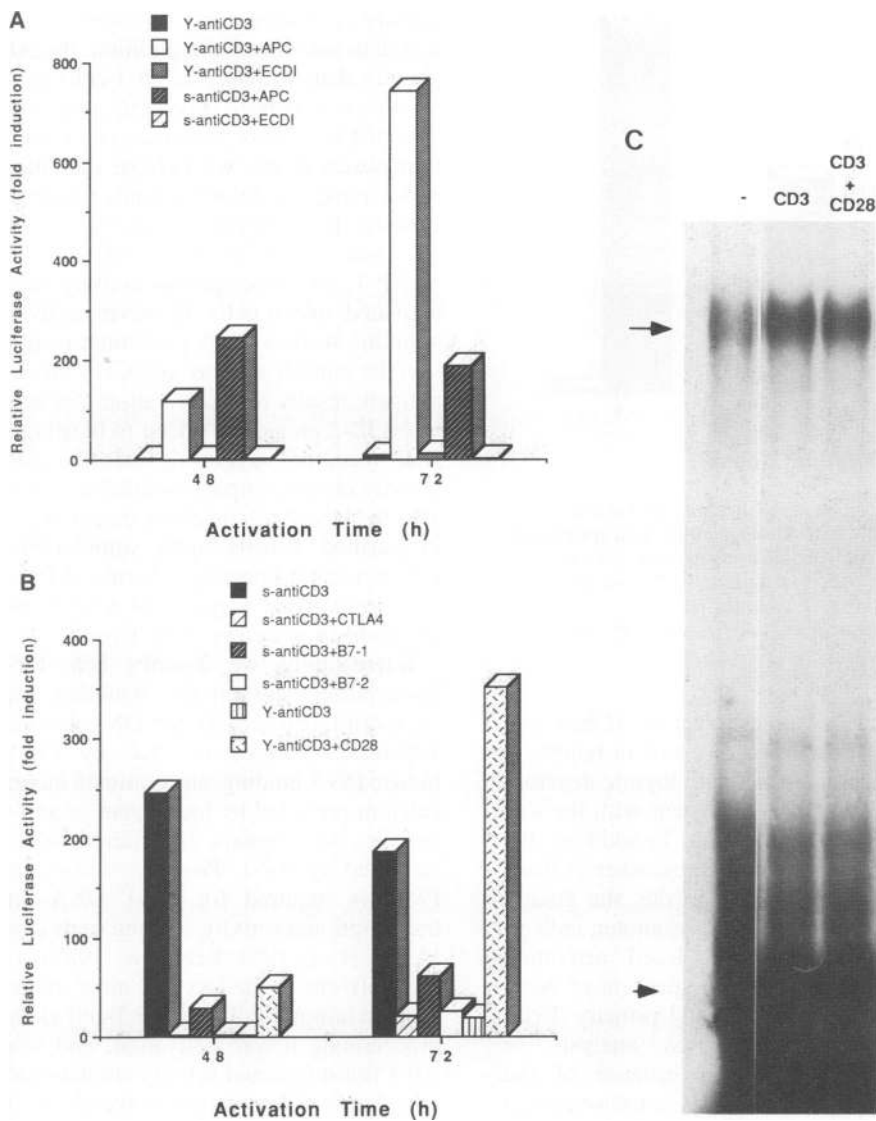 A
Y-antiCD3
Y-antiCD3+APC
Y-antiCD3+ECDI
s-antiCD3+APC
s-antiCD3+ECDI
Relative Luciferase Activity (fold induction)
800
600
400
200
0
48
72
Activation Time (h)
B
s-antiCD3
s-antiCD3+CTLA4
s-antiCD3+B7-1
s-antiCD3+B7-2
Y-antiCD3
Y-antiCD3+CD28
Relative Luciferase Activity (fold induction)
400
300
200
100
0
48
72
Activation Time (h)
C
-
CD3
CD3
+
CD28